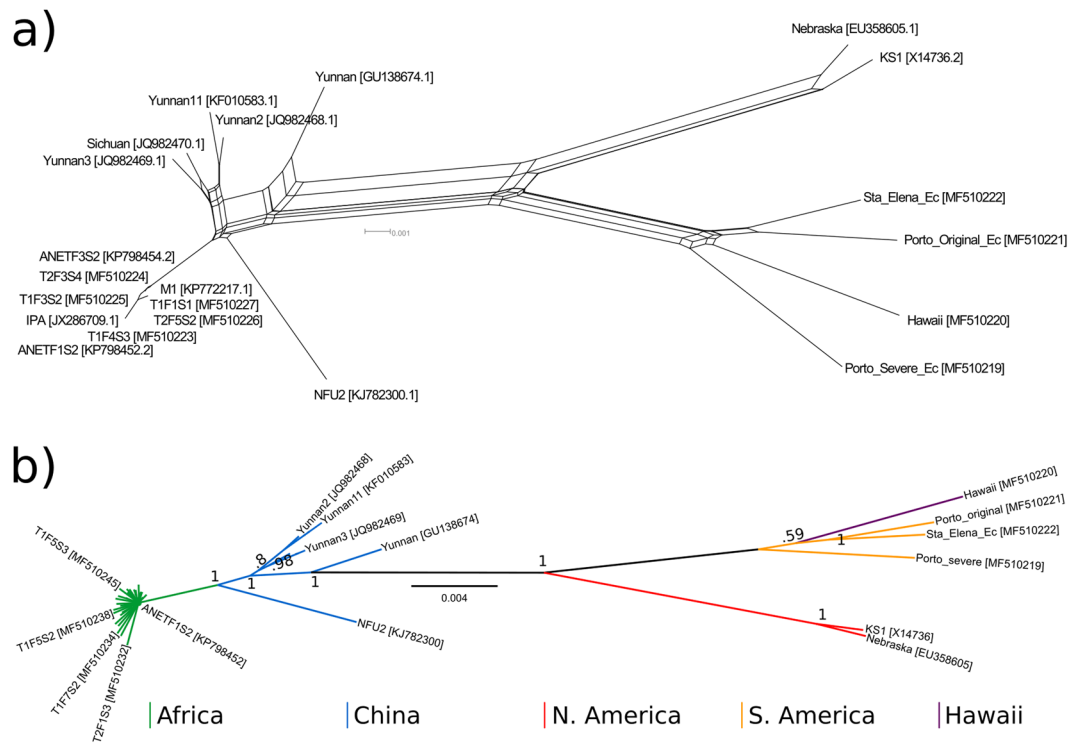 a)
Nebraska [EU358605.1]
KS1 [X14736.2]
Yunnan [GU138674.1]
Yunnan11 [KF010583.1]
Yunnan2 [JQ982468.1]
Sichuan [JQ982470.1]
Yunnan3 [JQ982469.1]
Sta_Elena_Ec [MF510222]
0.001
Porto_Original_Ec [MF510221]
ANETF3S2 [KP798454.2]
T2F3S4 [MF510224]
M1 [KP772217.1]
T1F3S2 [MF510225]
T1F1S1 [MF510227]
IPA [JX286709.1]
T2F5S2 [MF510226]
Hawaii [MF510220]
T1F4S3 [MF510223]
ANETF1S2 [KP798452.2]
Porto_Severe_Ec [MF510219]
NFU2 [KJ782300.1]
b)
Yunnan2 [JQ982468]
Yunnan11 [KF010583]
Yunnan3 [JQ982469]
Yunnan [GU138674]
Hawaii [MF510220]
Porto_original [MF510221]
Sta_Elena_Ec [MF510222]
Porto_severe [MF510219]
.59
1
.8
.98
1
1
1
1
T1F5S3 [MF510245]
0.004
ANETF1S2 [KP798452]
T1F5S2 [MF510238]
NFU2 [KJ782300]
1
KS1 [X14736]
Nebraska [EU358605]
T1F7S2 [MF510234]
T2F1S3 [MF510232]
Africa
China
N. America
S. America
Hawaii